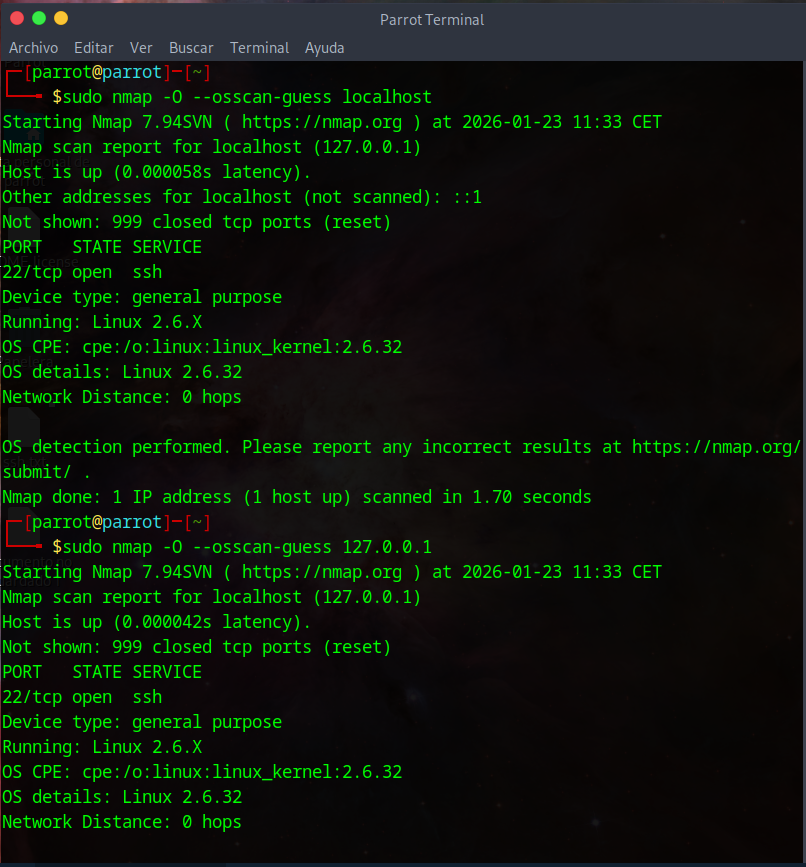 Parrot Terminal
Archivo Editar Ver Buscar Terminal Ayuda
┌─[parrot@parrot]─[~]
└──╼ $sudo nmap -O --osscan-guess localhost
Starting Nmap 7.94SVN ( https://nmap.org ) at 2026-01-23 11:33 CET
Nmap scan report for localhost (127.0.0.1)
Host is up (0.000058s latency).
Other addresses for localhost (not scanned): ::1
Not shown: 999 closed tcp ports (reset)
PORT   STATE SERVICE
22/tcp open  ssh
Device type: general purpose
Running: Linux 2.6.X
OS CPE: cpe:/o:linux:linux_kernel:2.6.32
OS details: Linux 2.6.32
Network Distance: 0 hops

OS detection performed. Please report any incorrect results at https://nmap.org/
submit/ .
Nmap done: 1 IP address (1 host up) scanned in 1.70 seconds
┌─[parrot@parrot]─[~]
└──╼ $sudo nmap -O --osscan-guess 127.0.0.1
Starting Nmap 7.94SVN ( https://nmap.org ) at 2026-01-23 11:33 CET
Nmap scan report for localhost (127.0.0.1)
Host is up (0.000042s latency).
Not shown: 999 closed tcp ports (reset)
PORT   STATE SERVICE
22/tcp open  ssh
Device type: general purpose
Running: Linux 2.6.X
OS CPE: cpe:/o:linux:linux_kernel:2.6.32
OS details: Linux 2.6.32
Network Distance: 0 hops